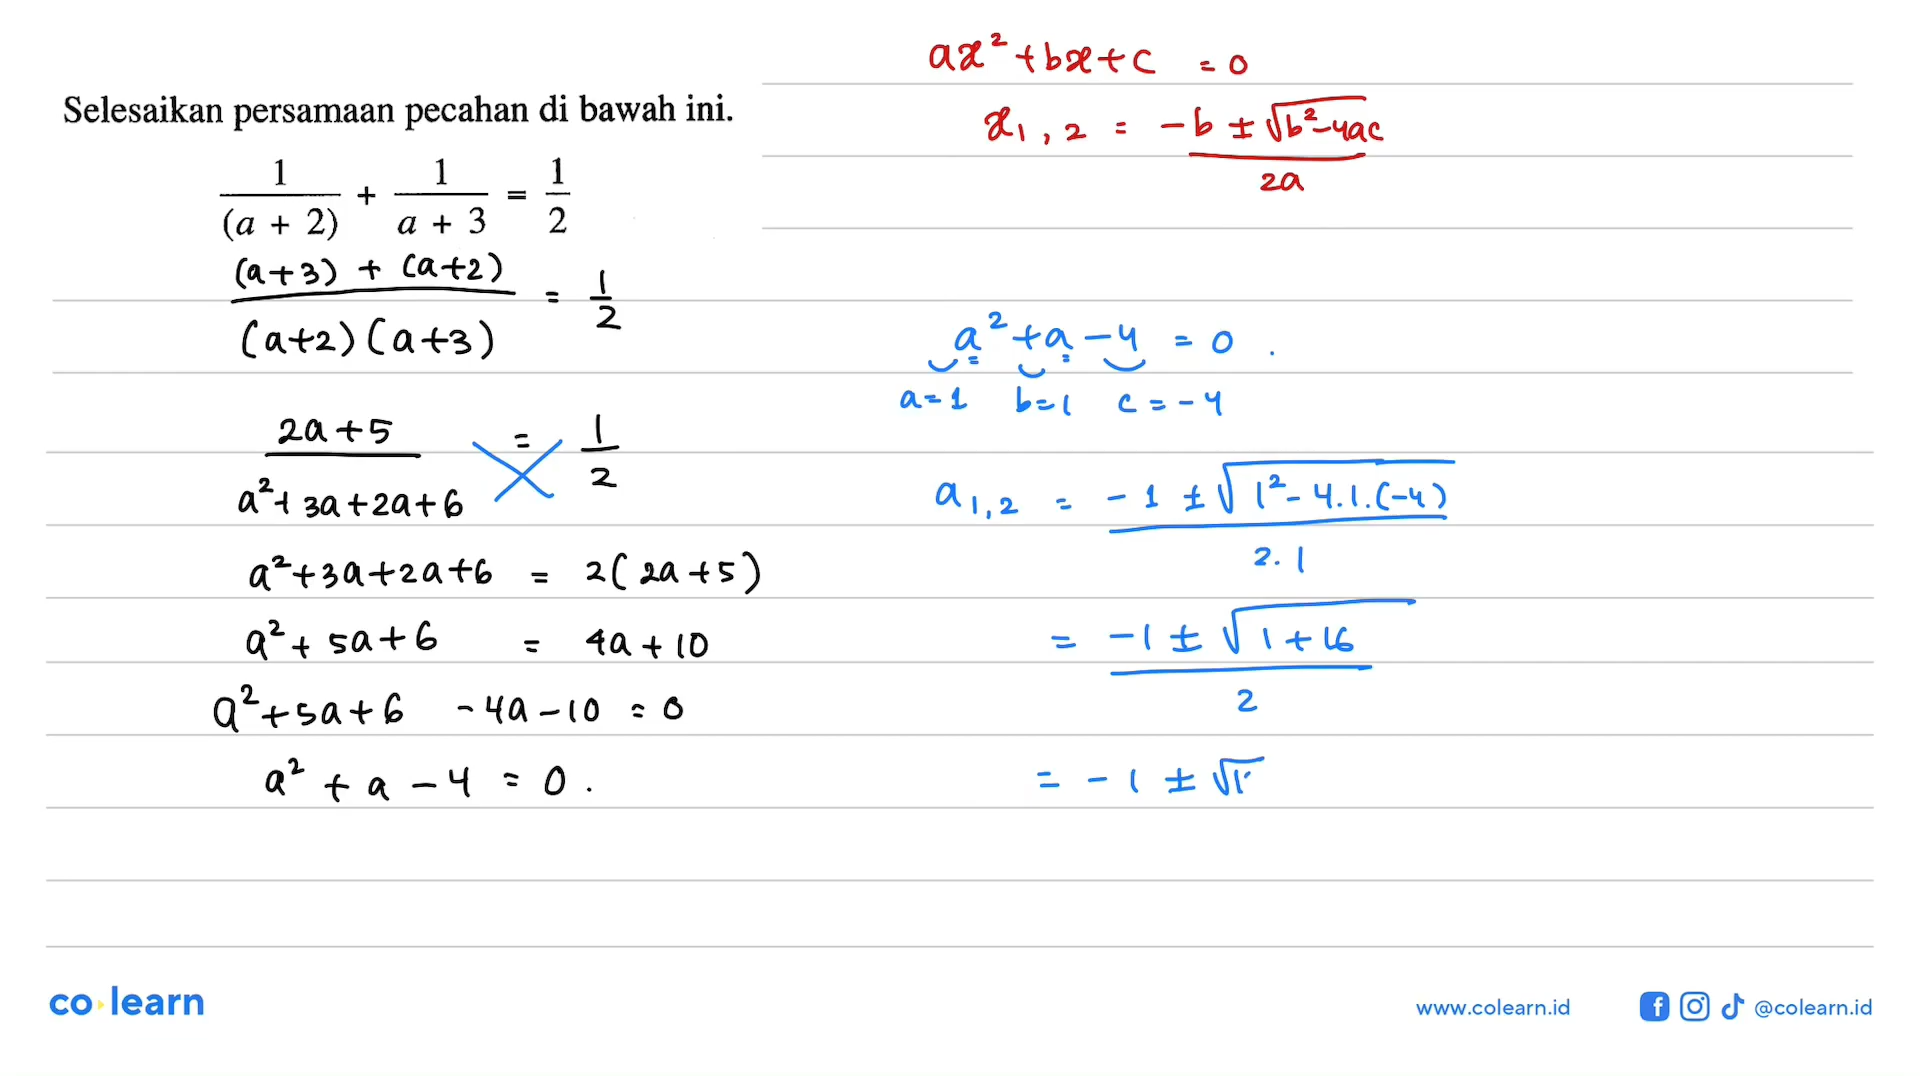 Selesaikan persamaan pecahan di bawah ini.
1/(a + 2) + 1/a + 3 = 1/2
(a+3) + (a+2)/(a+2)(a+3) = 1/2
2a+5/a²+3a+2a+6 = 1/2
a²+3a+2a+6 = 2(2a+5)
a²+5a+6 = 4a+10
a²+5a+6 -4a-10 = 0
a² + a - 4 = 0.
ax²+bx+c = 0
x1,2 = -b ± √b²-4ac/2a
a²+a-4 = 0.
a=1 b=1 c=-4
a1,2 = -1 ± √1²-4.1.(-4)/2.1
= -1 ± √1+16/2
= -1 ± √1
co learn
www.colearn.id @colearn.id